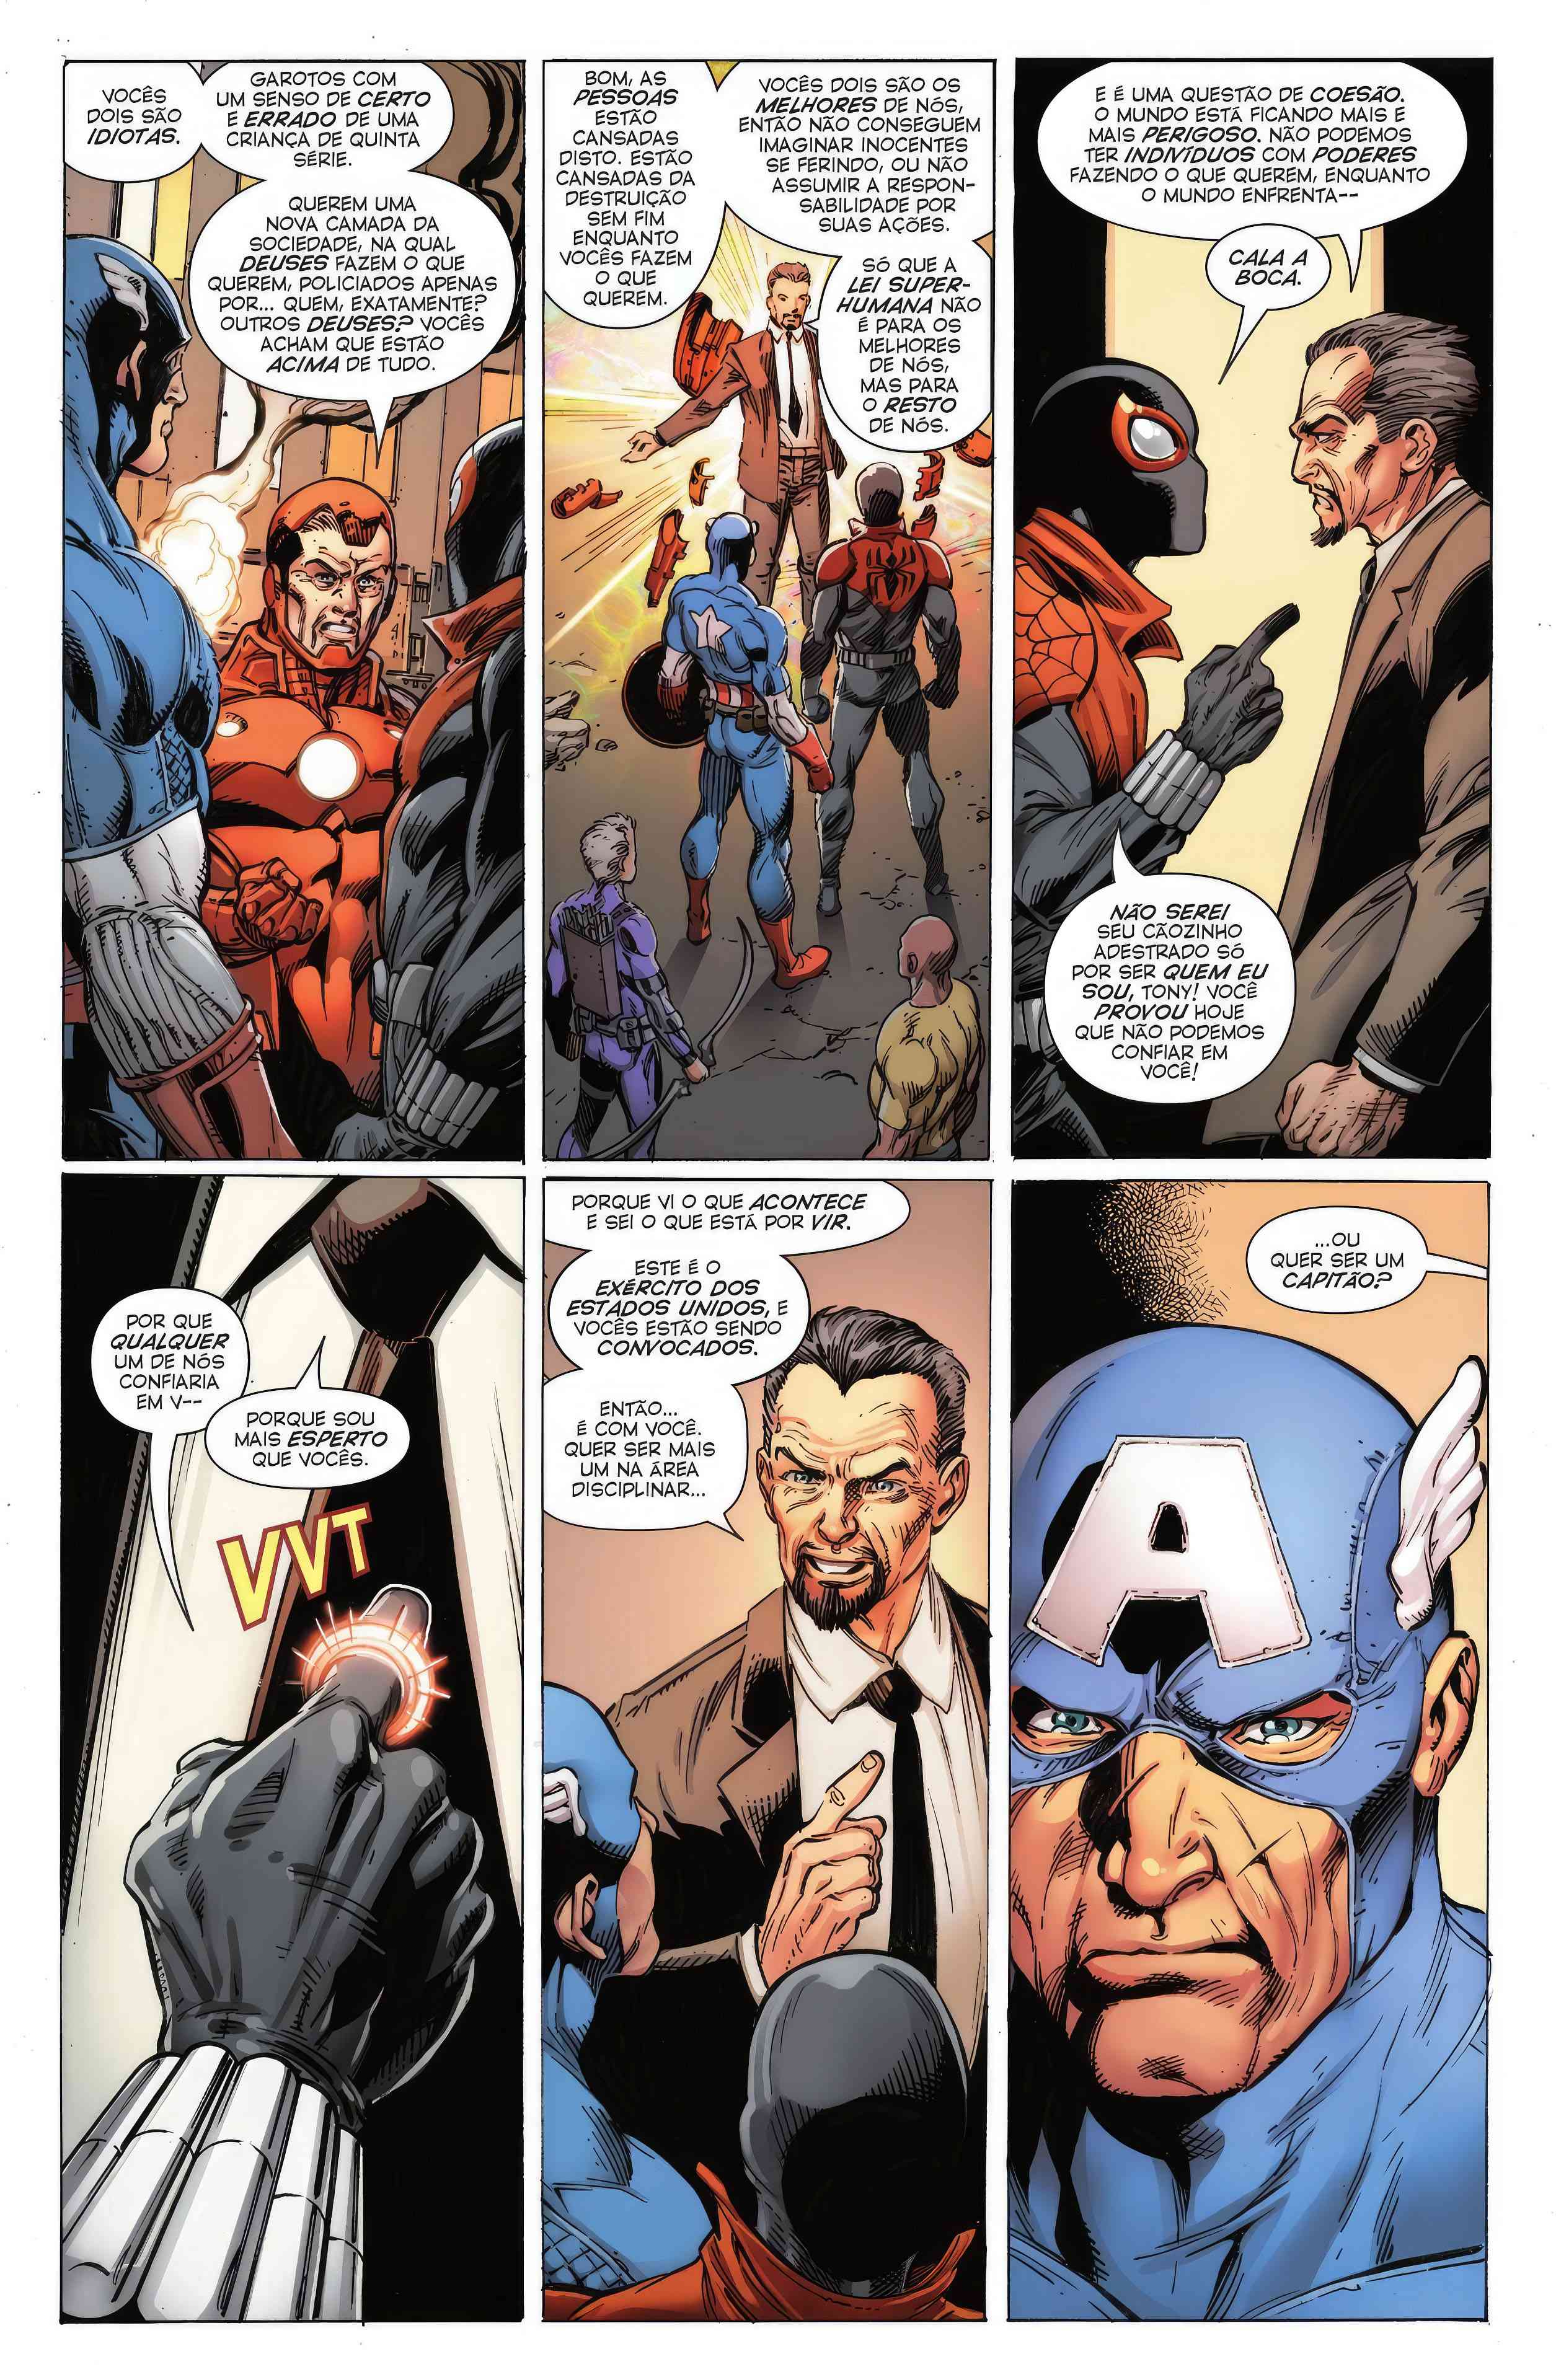 VOCÊS
DOIS SÃO
IDIOTAS.
GAROTOS COM
UM SENSO DE CERTO
E ERRADO DE UMA
CRIANÇA DE QUINTA
SÉRIE.
QUEREM UMA
NOVA CAMADA DA
SOCIEDADE, NA QUAL
DEUSES FAZEM O QUE
QUEREM, POLICIADOS APENAS
POR... QUEM, EXATAMENTE?
OUTROS DEUSES? VOCÊS
ACHAM QUE ESTÃO
ACIMA DE TUDO.
BOM, AS
PESSOAS
ESTÃO
CANSADAS
DISTO. ESTÃO
CANSADAS DA
DESTRUIÇÃO
SEM FIM
ENQUANTO
VOCÊS FAZEM
O QUE
QUEREM.
VOCÊS DOIS SÃO OS
MELHORES DE NÓS,
ENTÃO NÃO CONSEGUEM
IMAGINAR INOCENTES
SE FERINDO, OU NÃO
ASSUMIR A RESPON-
SABILIDADE POR
SUAS AÇÕES.
SÓ QUE A
LEI SUPER-
HUMANA NÃO
É PARA OS
MELHORES
DE NÓS,
MAS PARA
O RESTO
DE NÓS.
E É UMA QUESTÃO DE COESÃO.
O MUNDO ESTÁ FICANDO MAIS E
MAIS PERIGOSO. NÃO PODEMOS
TER INDIVÍDUOS COM PODERES
FAZENDO O QUE QUEREM, ENQUANTO
O MUNDO ENFRENTA--
CALA A
BOCA.
NÃO SEREI
SEU CÃOZINHO
ADESTRADO SÓ
POR SER QUEM EU
SOU, TONY! VOCÊ
PROVOU HOJE
QUE NÃO PODEMOS
CONFIAR EM
VOCÊ!
POR QUE
QUALQUER
UM DE NÓS
CONFIARIA
EM V--
PORQUE SOU
MAIS ESPERTO
QUE VOCÊS.
VVT
PORQUE VI O QUE ACONTECE
E SEI O QUE ESTÁ POR VIR.
ESTE É O
EXÉRCITO DOS
ESTADOS UNIDOS, E
VOCÊS ESTÃO SENDO
CONVOCADOS.
ENTÃO...
É COM VOCÊ.
QUER SER MAIS
UM NA ÁREA
DISCIPLINAR...
...OU
QUER SER UM
CAPITÃO?
A